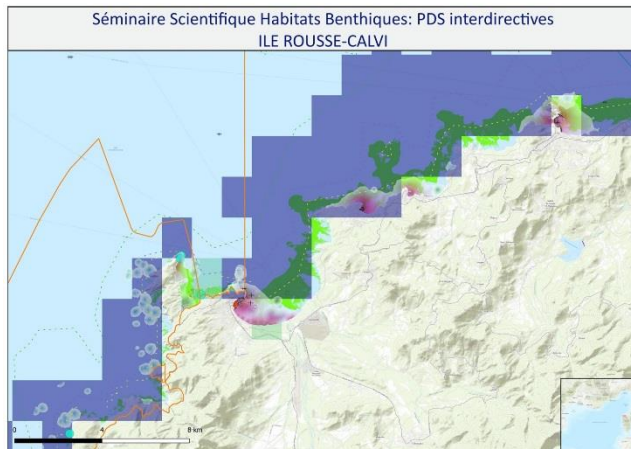 Séminaire Scientifique Habitats Benthiques: PDS interdirectives
ILE ROUSSE-CALVI
0 4 8 km